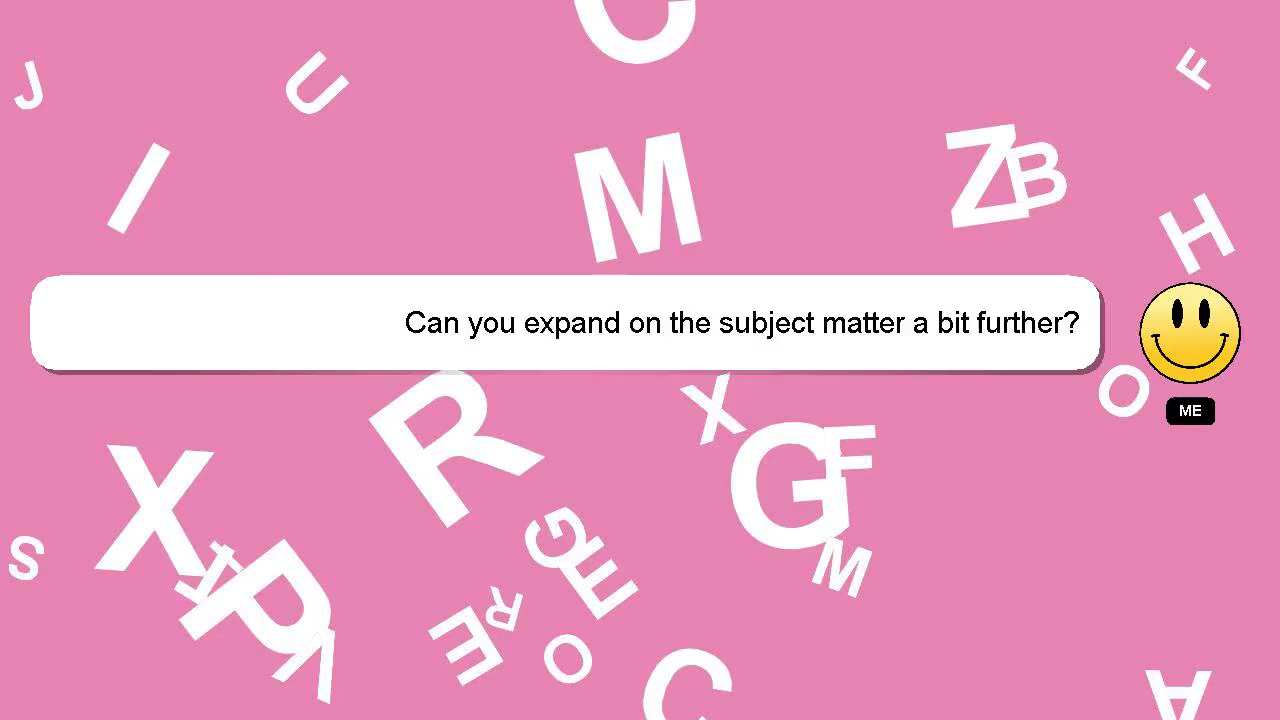 C
J
U
F
I
M
Z
B
H
Can you expand on the subject matter a bit further?
R
X
O
ME
G
F
X
S
G
E
M
P
V
R
E
O
C
A